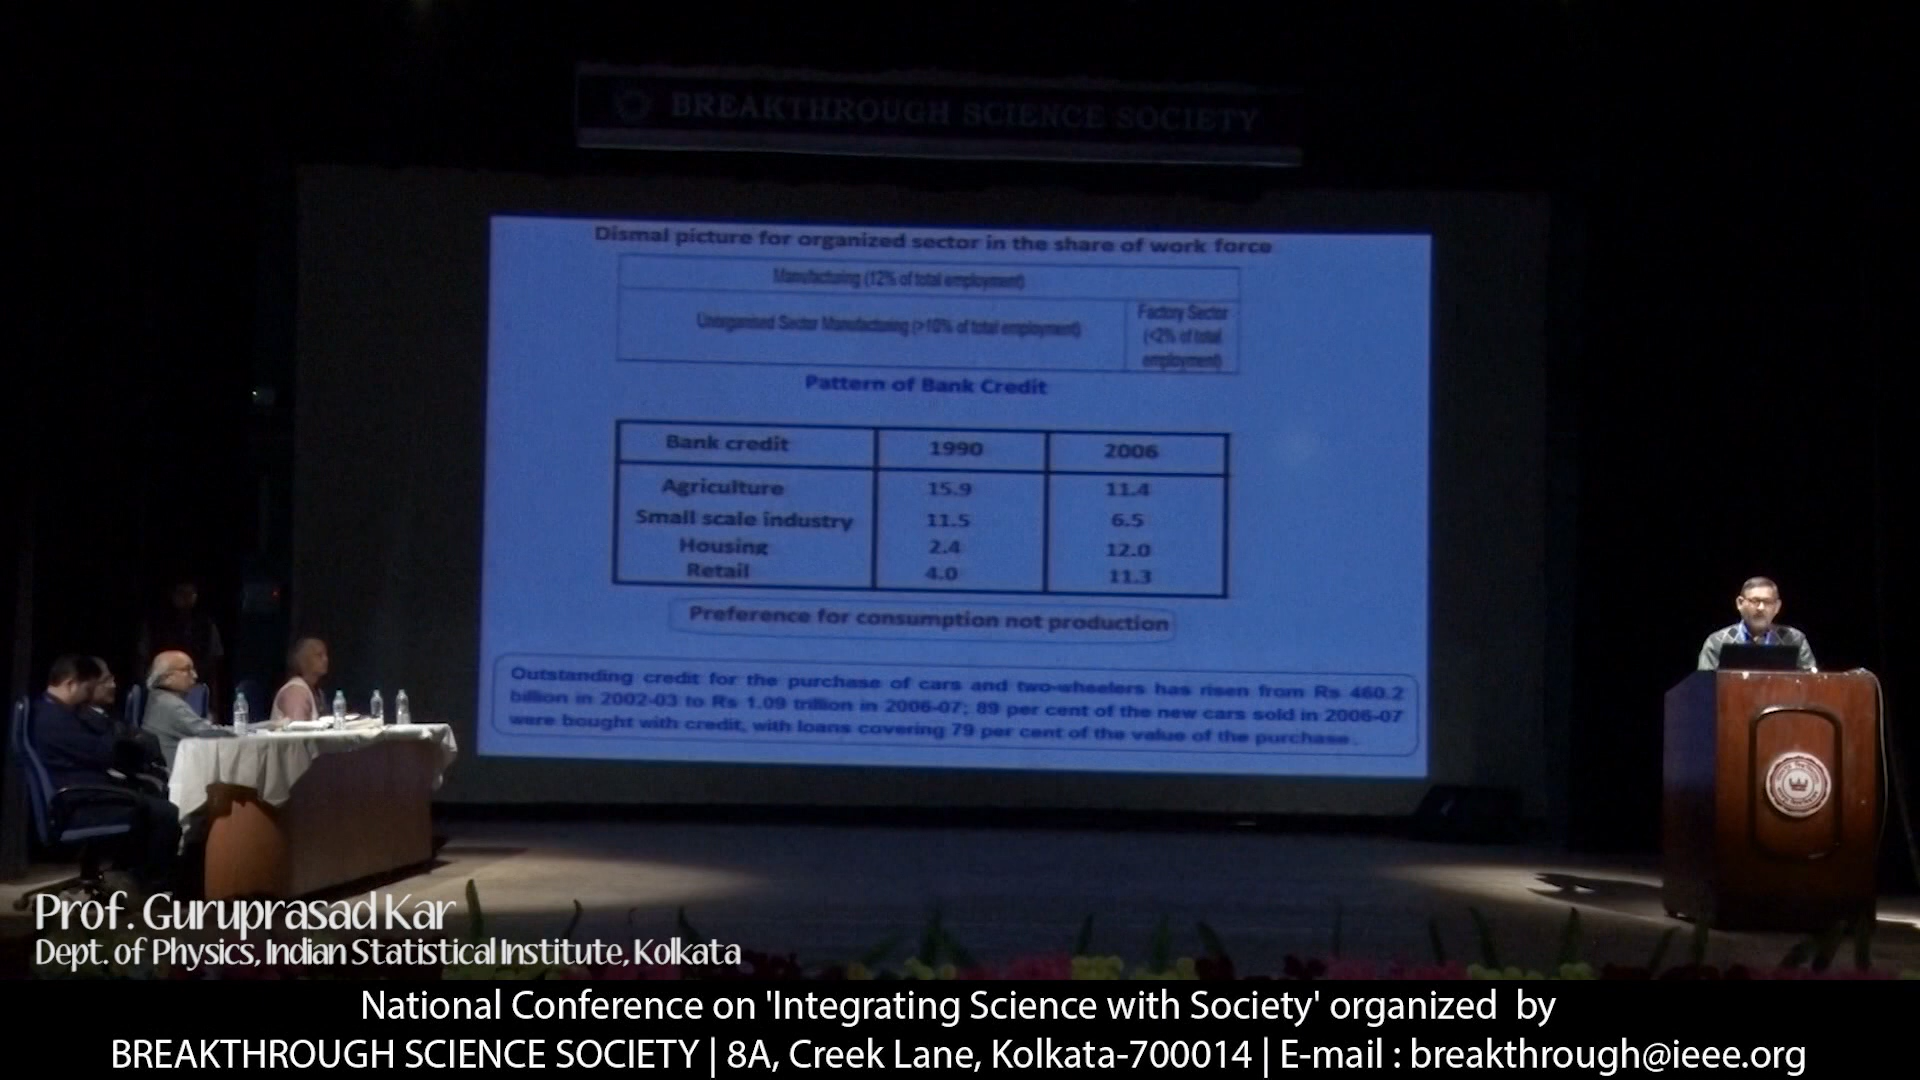 BREAKTHROUGH SCIENCE SOCIETY
Dismal picture for organized sector in the share of work force
Manufacturing (12% of total employment)
Unorganised Sector Manufacturing (>10% of total employment)
Factory Sector
(<2% of total
employment)
Pattern of Bank Credit
Bank credit 1990 2006
Agriculture 15.9 11.4
Small scale industry 11.5 6.5
Housing 2.4 12.0
Retail 4.0 11.3
Preference for consumption not production
Outstanding credit for the purchase of cars and two-wheelers has risen from Rs 460.2
billion in 2002-03 to Rs 1.09 trillion in 2006-07; 89 per cent of the new cars sold in 2006-07
were bought with credit, with loans covering 79 per cent of the value of the purchase.
Prof. Guruprasad Kar
Dept. of Physics, Indian Statistical Institute, Kolkata
National Conference on 'Integrating Science with Society' organized by
BREAKTHROUGH SCIENCE SOCIETY | 8A, Creek Lane, Kolkata-700014 | E-mail : breakthrough@ieee.org